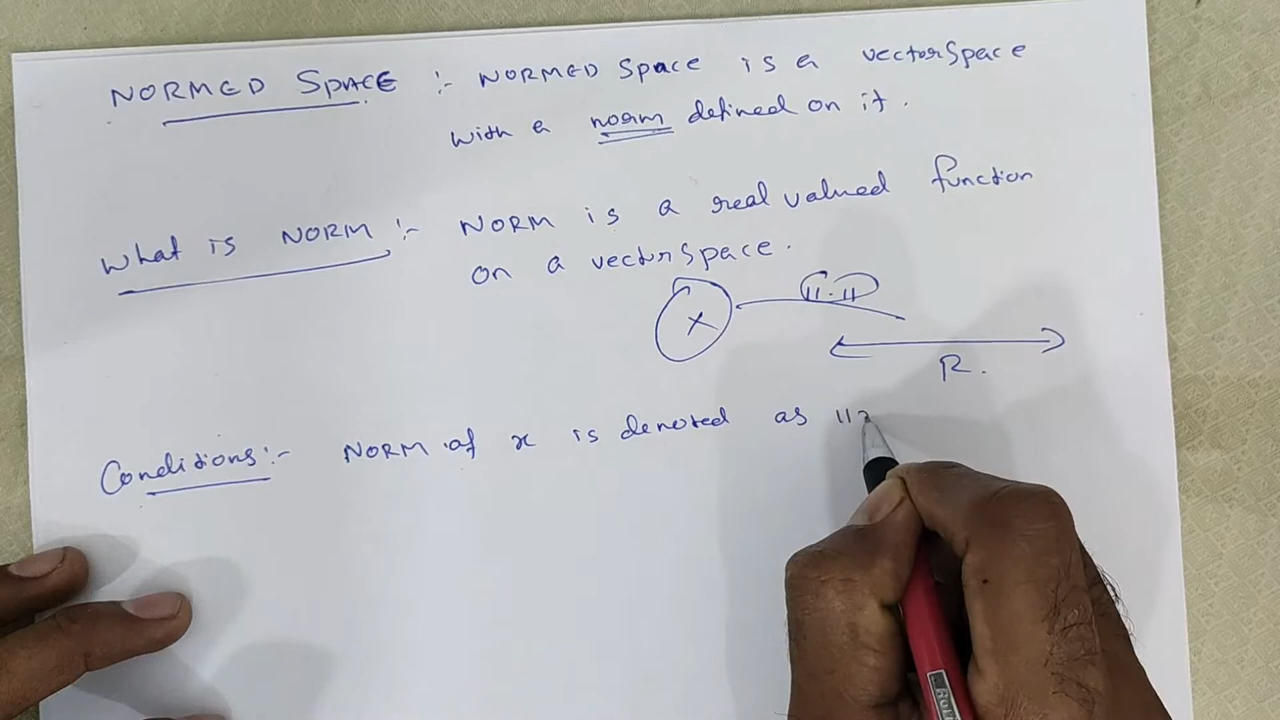 NORMED SPACE :- NORMED Space is a vectorspace
with a norm defined on it.
What is NORM :- NORM is a real valued function
on a vectorspace.
||.||
X
R.
Conditions:- NORM of x is denoted as ||x